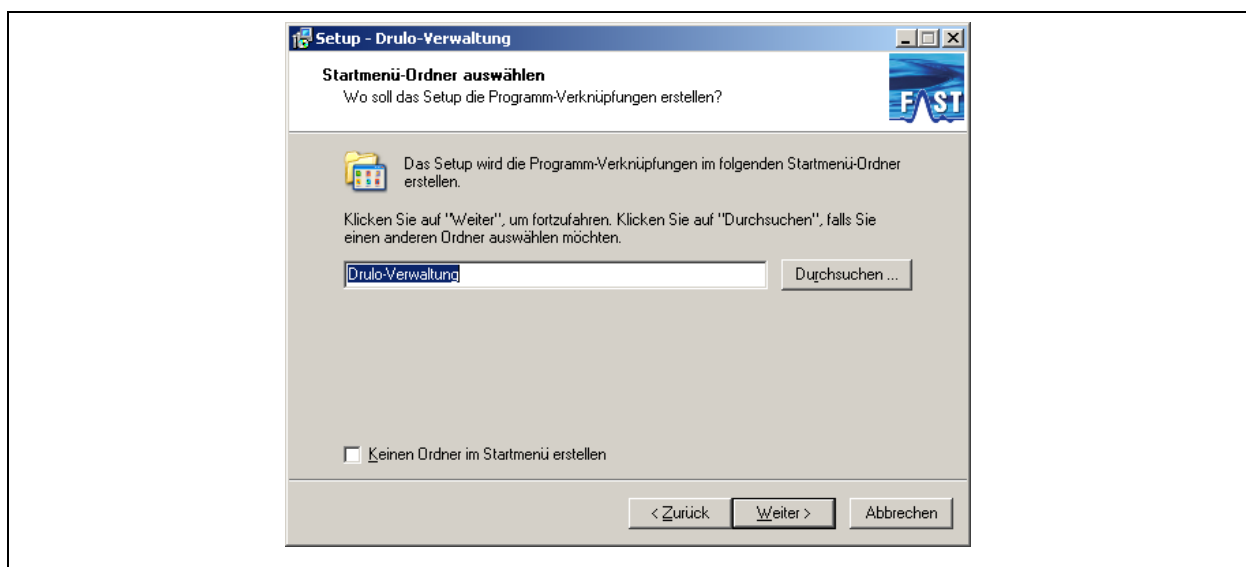 Setup - Drulo-Verwaltung
Startmenü-Ordner auswählen
Wo soll das Setup die Programm-Verknüpfungen erstellen?
FAST
Das Setup wird die Programm-Verknüpfungen im folgenden Startmenü-Ordner
erstellen.
Klicken Sie auf "Weiter", um fortzufahren. Klicken Sie auf "Durchsuchen", falls Sie
einen anderen Ordner auswählen möchten.
Drulo-Verwaltung
Durchsuchen ...
Keinen Ordner im Startmenü erstellen
< Zurück
Weiter >
Abbrechen